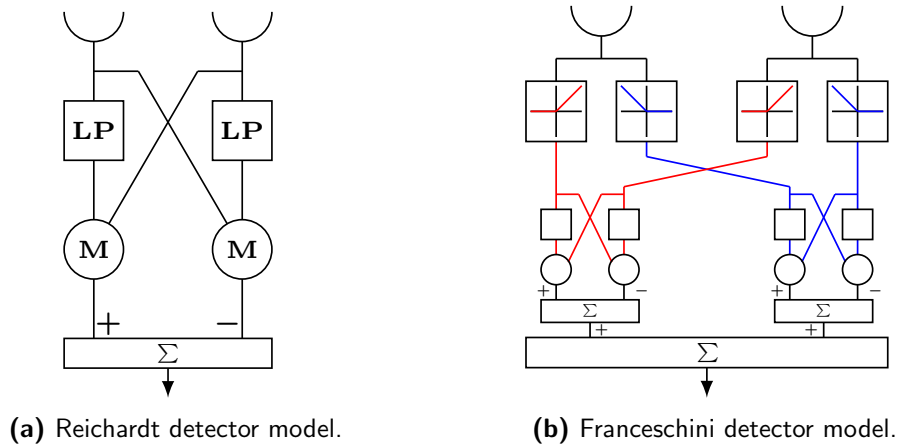 LP LP
M M
+ −
Σ
+ − + −
Σ Σ
+ +
Σ
(a) Reichardt detector model.
(b) Franceschini detector model.